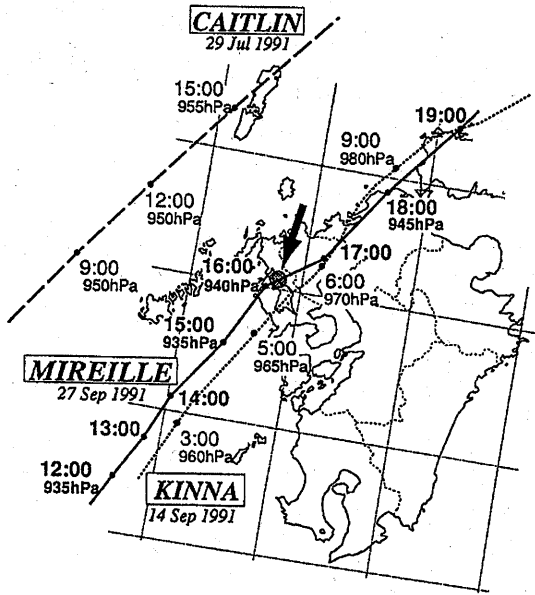 CAITLIN
29 Jul 1991
15:00
955hPa
19:00
9:00
980hPa
12:00
950hPa
18:00
945hPa
16:00
940hPa
17:00
9:00
950hPa
6:00
970hPa
15:00
935hPa
5:00
965hPa
MIREILLE
27 Sep 1991
14:00
13:00
3:00
960hPa
12:00
935hPa
KINNA
14 Sep 1991